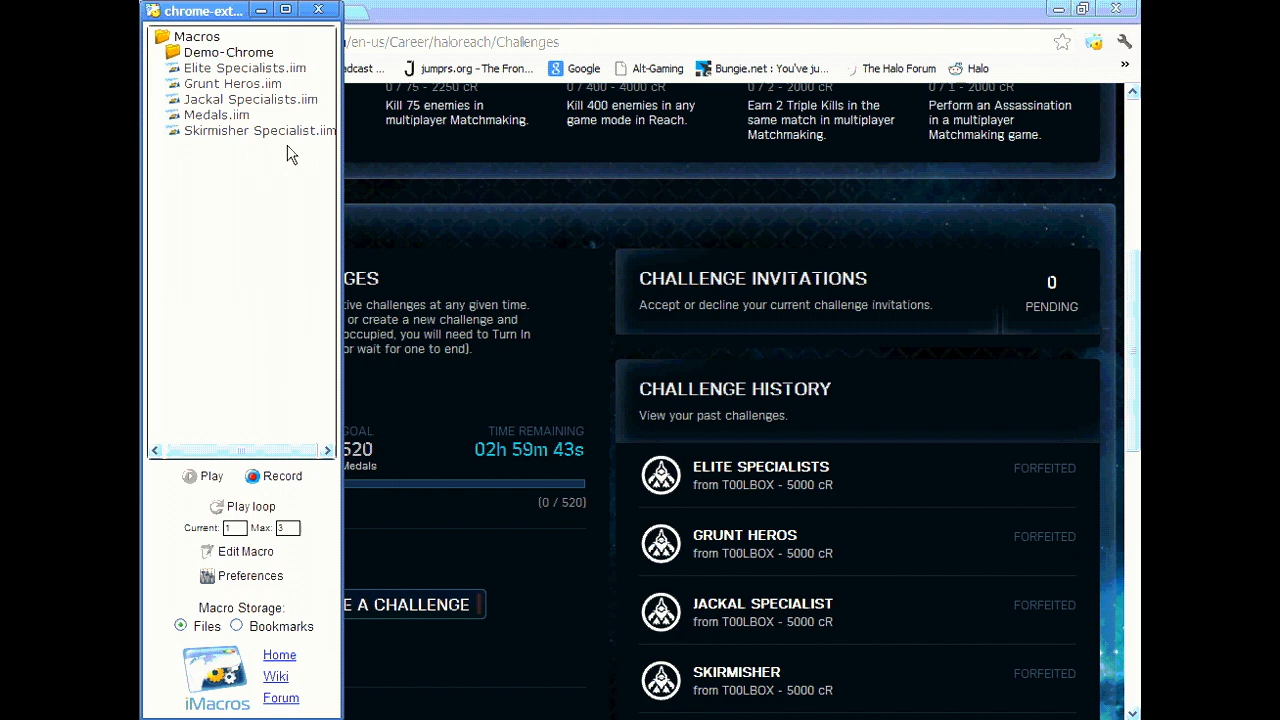 chrome-ext...
Macros
Demo-Chrome
Elite Specialists.iim
Grunt Heros.iim
Jackal Specialists.iim
Medals.iim
Skirmisher Specialist.iim
Play
Record
Play loop
Current: 1 Max: 3
Edit Macro
Preferences
Macro Storage:
Files
Bookmarks
iMacros
Home
Wiki
Forum
/en-us/Career/haloreach/Challenges
adcast ...
jumprs.org - The Fron...
Google
Alt-Gaming
Bungie.net : You've ju...
The Halo Forum
Halo
»
0 / 75 - 2250 cR
Kill 75 enemies in
multiplayer Matchmaking.
0 / 400 - 4000 cR
Kill 400 enemies in any
game mode in Reach.
0 / 2 - 2000 cR
Earn 2 Triple Kills in the
same match in multiplayer
Matchmaking.
0 / 1 - 2000 cR
Perform an Assassination
in a multiplayer
Matchmaking game.
GES
tive challenges at any given time.
or create a new challenge and
occupied, you will need to Turn In
or wait for one to end).
GOAL
520
Medals
TIME REMAINING
02h 59m 43s
(0 / 520)
E A CHALLENGE
CHALLENGE INVITATIONS
Accept or decline your current challenge invitations.
0
PENDING
CHALLENGE HISTORY
View your past challenges.
ELITE SPECIALISTS
from T00LBOX - 5000 cR
FORFEITED
GRUNT HEROS
from T00LBOX - 5000 cR
FORFEITED
JACKAL SPECIALIST
from T00LBOX - 5000 cR
FORFEITED
SKIRMISHER
from T00LBOX - 5000 cR
FORFEITED